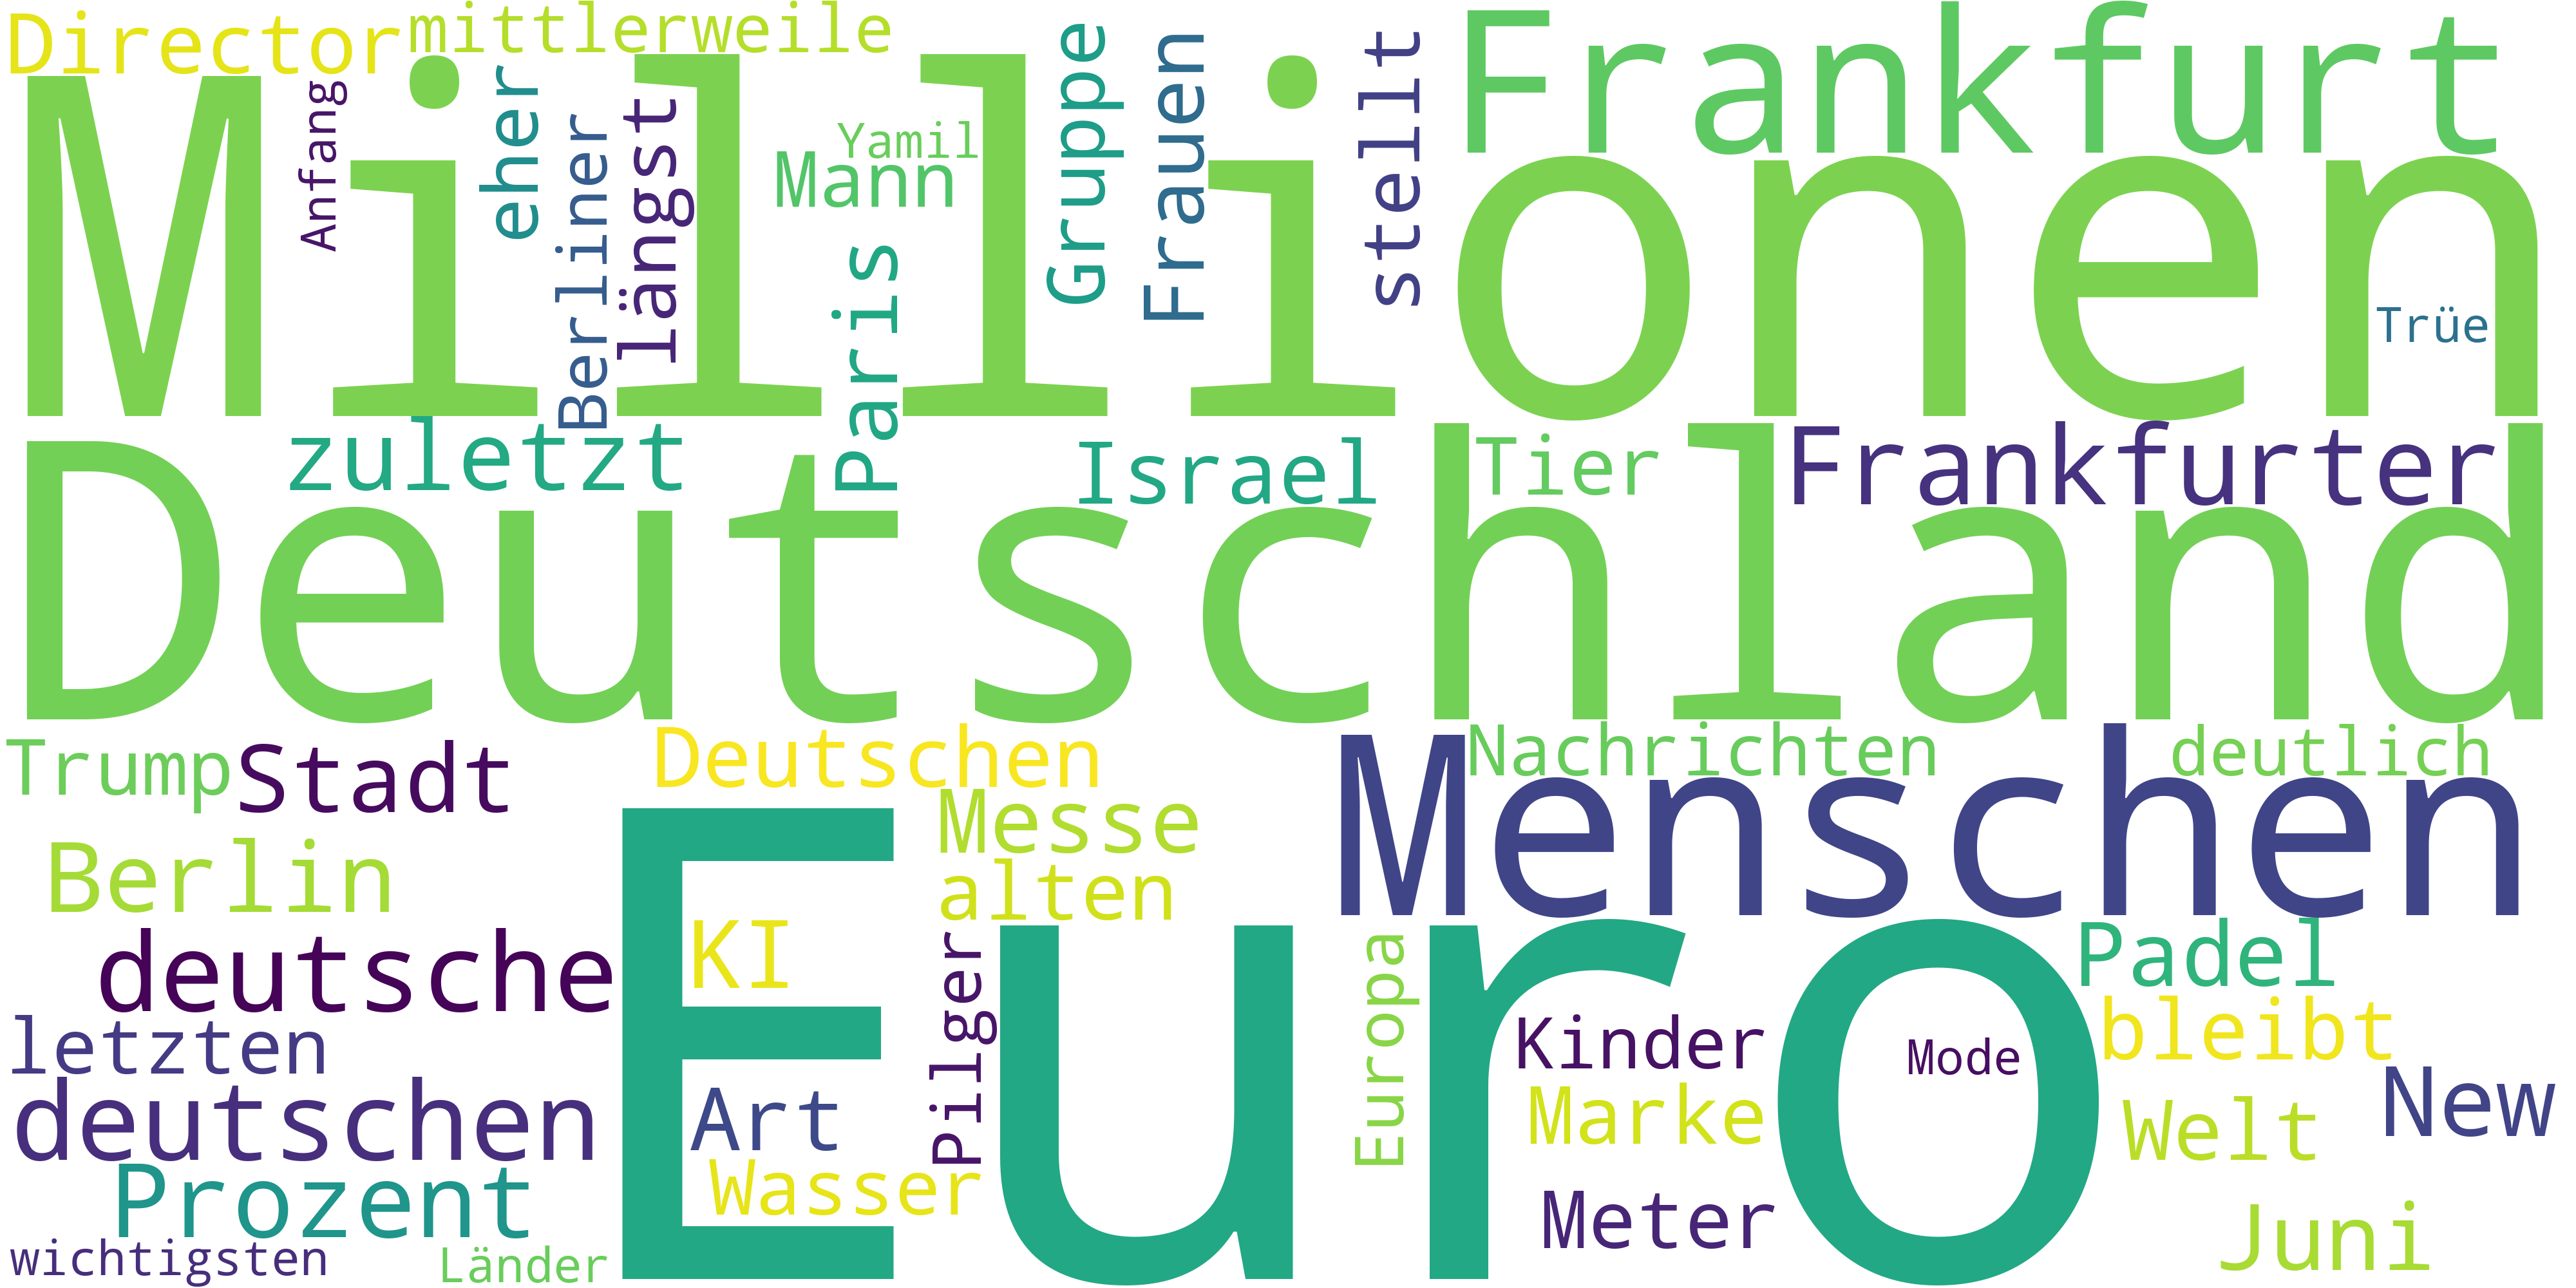 Director
mittlerweile
Frankfurt
Millionen
Anfang
eher
Berliner
längst
Yamil
Mann
Paris
Gruppe
Frauen
stellt
Trüe
zuletzt
Israel
Tier
Frankfurter
Deutschland
Trump
Stadt
Deutschen
Nachrichten
deutlich
Menschen
Messe
Berlin
alten
KI
Euro
deutsche
Pilger
Europa
Padel
letzten
Kinder
Mode
bleibt
deutschen
Art
Marke
Welt
New
Prozent
Wasser
Meter
Juni
wichtigsten
Länder